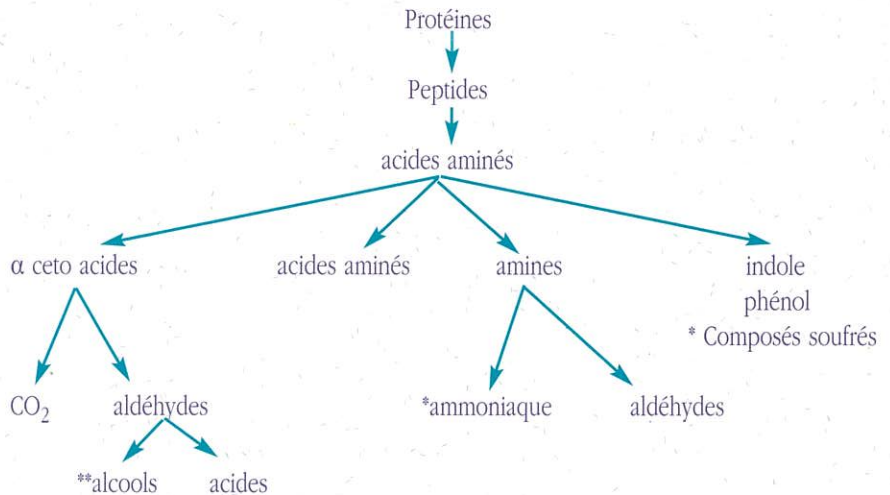 Protéines
Peptides
acides aminés
α ceto acides
acides aminés
amines
indole
phénol
* Composés soufrés
CO₂
aldéhydes
*ammoniaque
aldéhydes
**alcools
acides